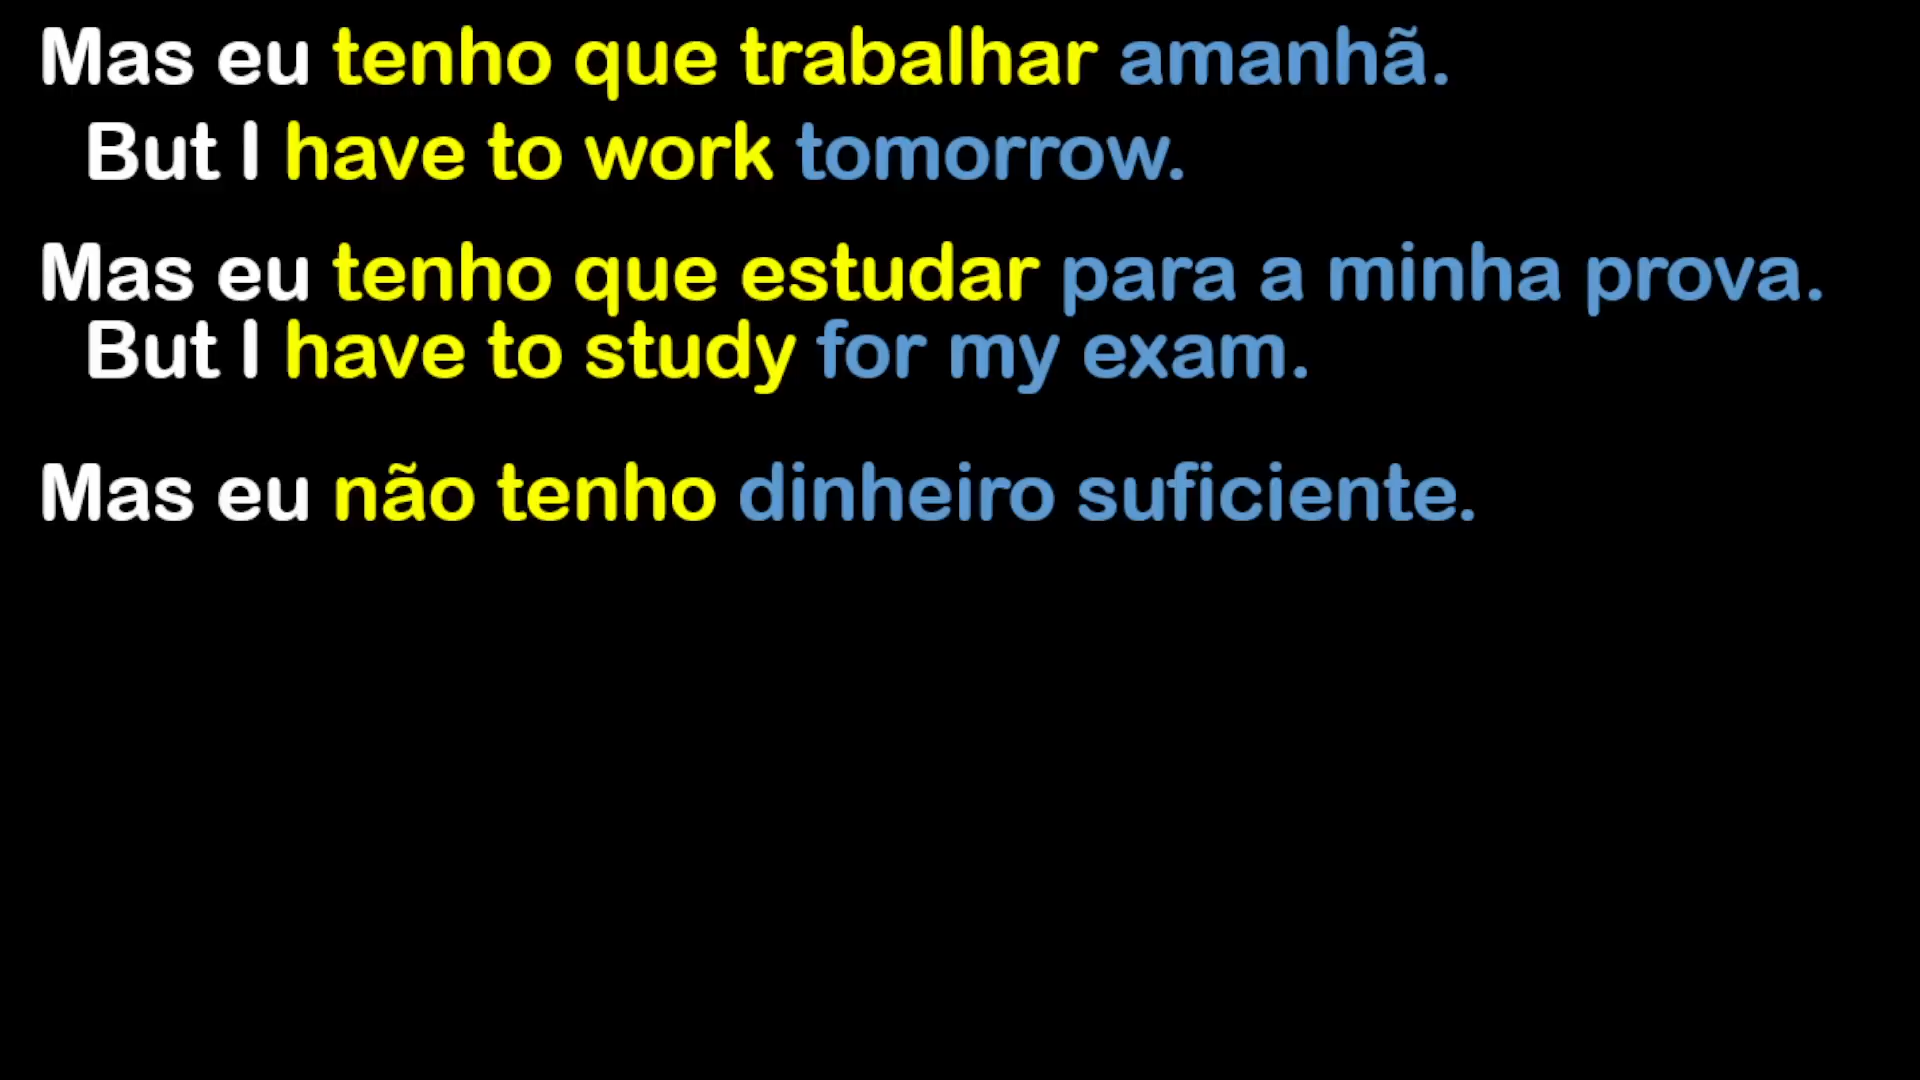 Mas eu tenho que trabalhar amanhã.
But I have to work tomorrow.
Mas eu tenho que estudar para a minha prova.
But I have to study for my exam.
Mas eu não tenho dinheiro suficiente.